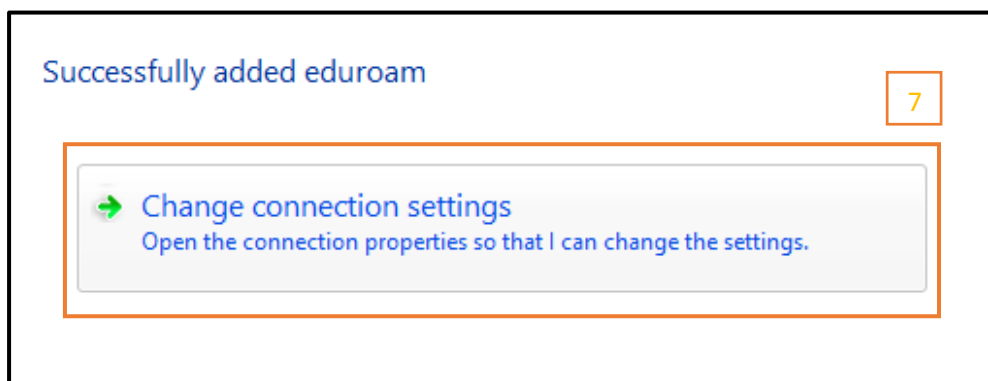 Successfully added eduroam
7
Change connection settings
Open the connection properties so that I can change the settings.